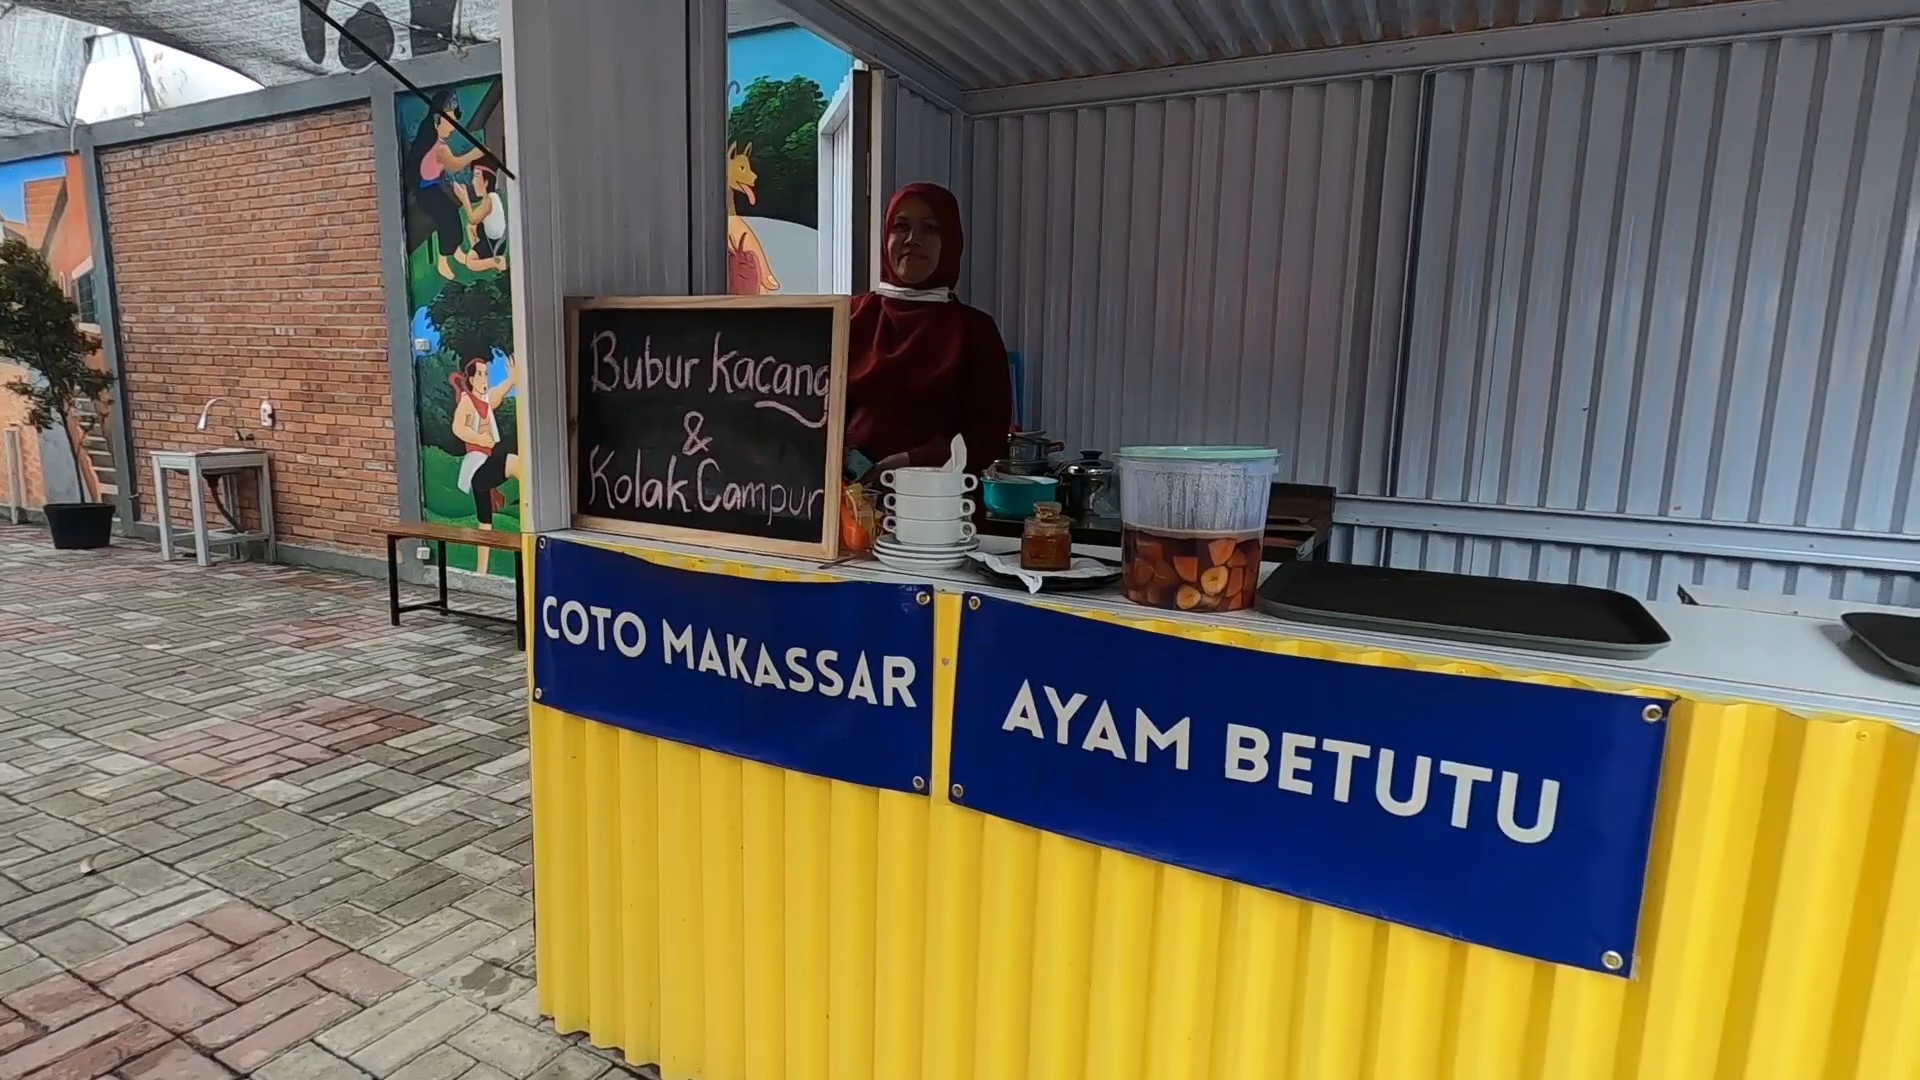 Bubur Kacang
&
Kolak Campur
COTO MAKASSAR
AYAM BETUTU